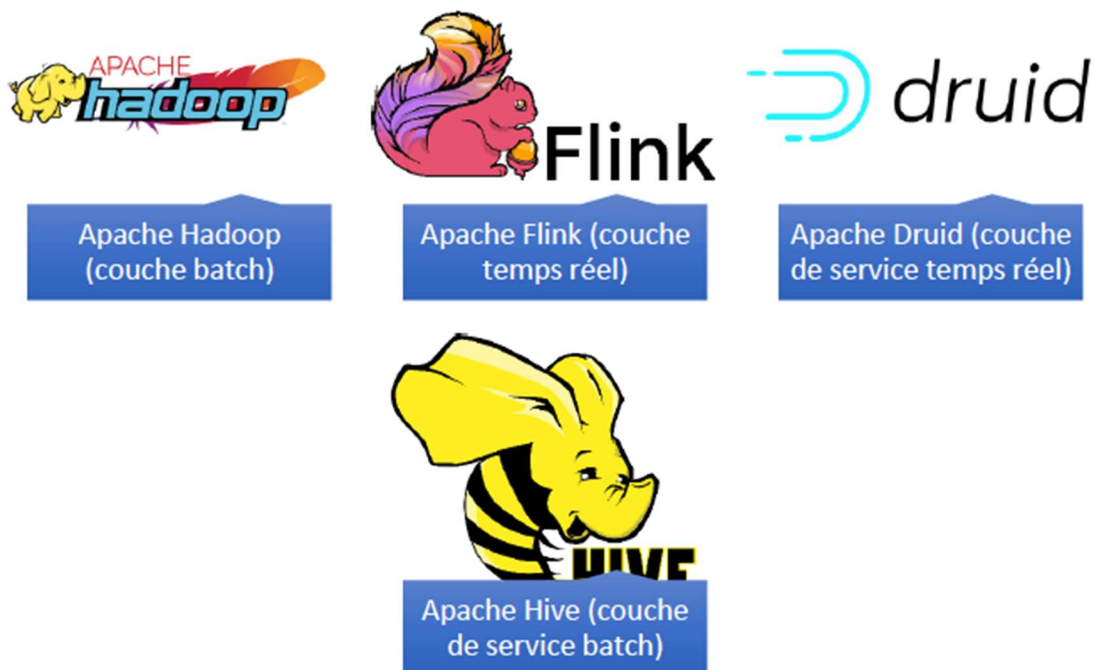 APACHE
hadoop
Flink
druid
Apache Hadoop
(couche batch)
Apache Flink (couche
temps réel)
Apache Druid (couche
de service temps réel)
HIVE
Apache Hive (couche
de service batch)